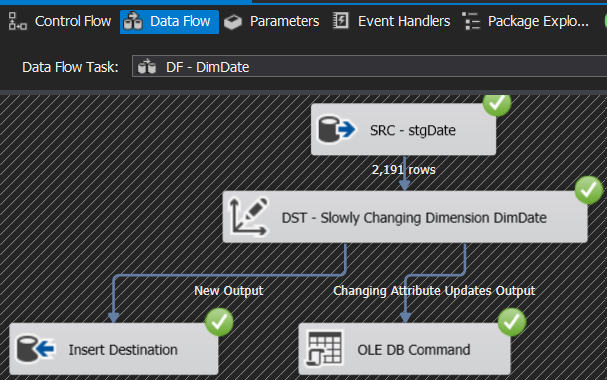 Control Flow Data Flow Parameters Event Handlers Package Explo...
Data Flow Task: DF - DimDate
SRC - stgDate
2,191 rows
DST - Slowly Changing Dimension DimDate
New Output Changing Attribute Updates Output
Insert Destination OLE DB Command